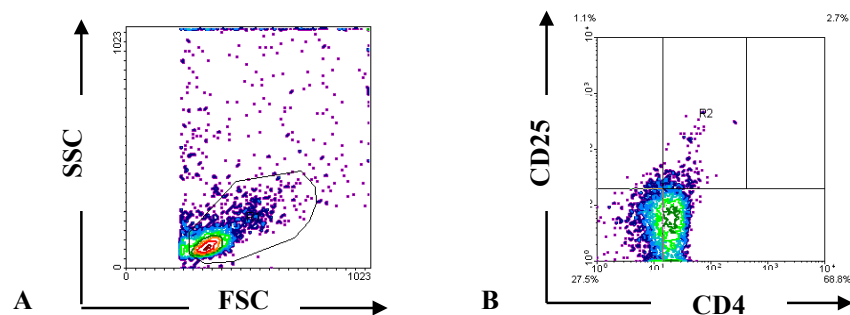 1023
SSC
0
0
1023
A
FSC
1.1%
2.7%
10⁴
10³
R2
CD25
10⁰
10⁰
10¹
10²
10³
10⁴
27.5%
68.8%
B
CD4